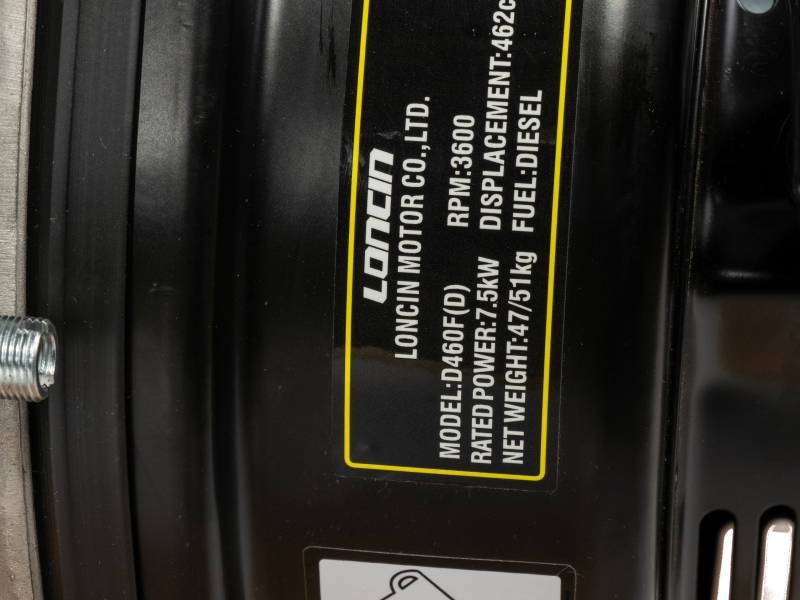 LONCIN
LONCIN MOTOR CO.,LTD.
MODEL:D460F(D) RPM:3600
RATED POWER:7.5kW DISPLACEMENT:462c
NET WEIGHT:47/51kg FUEL:DIESEL